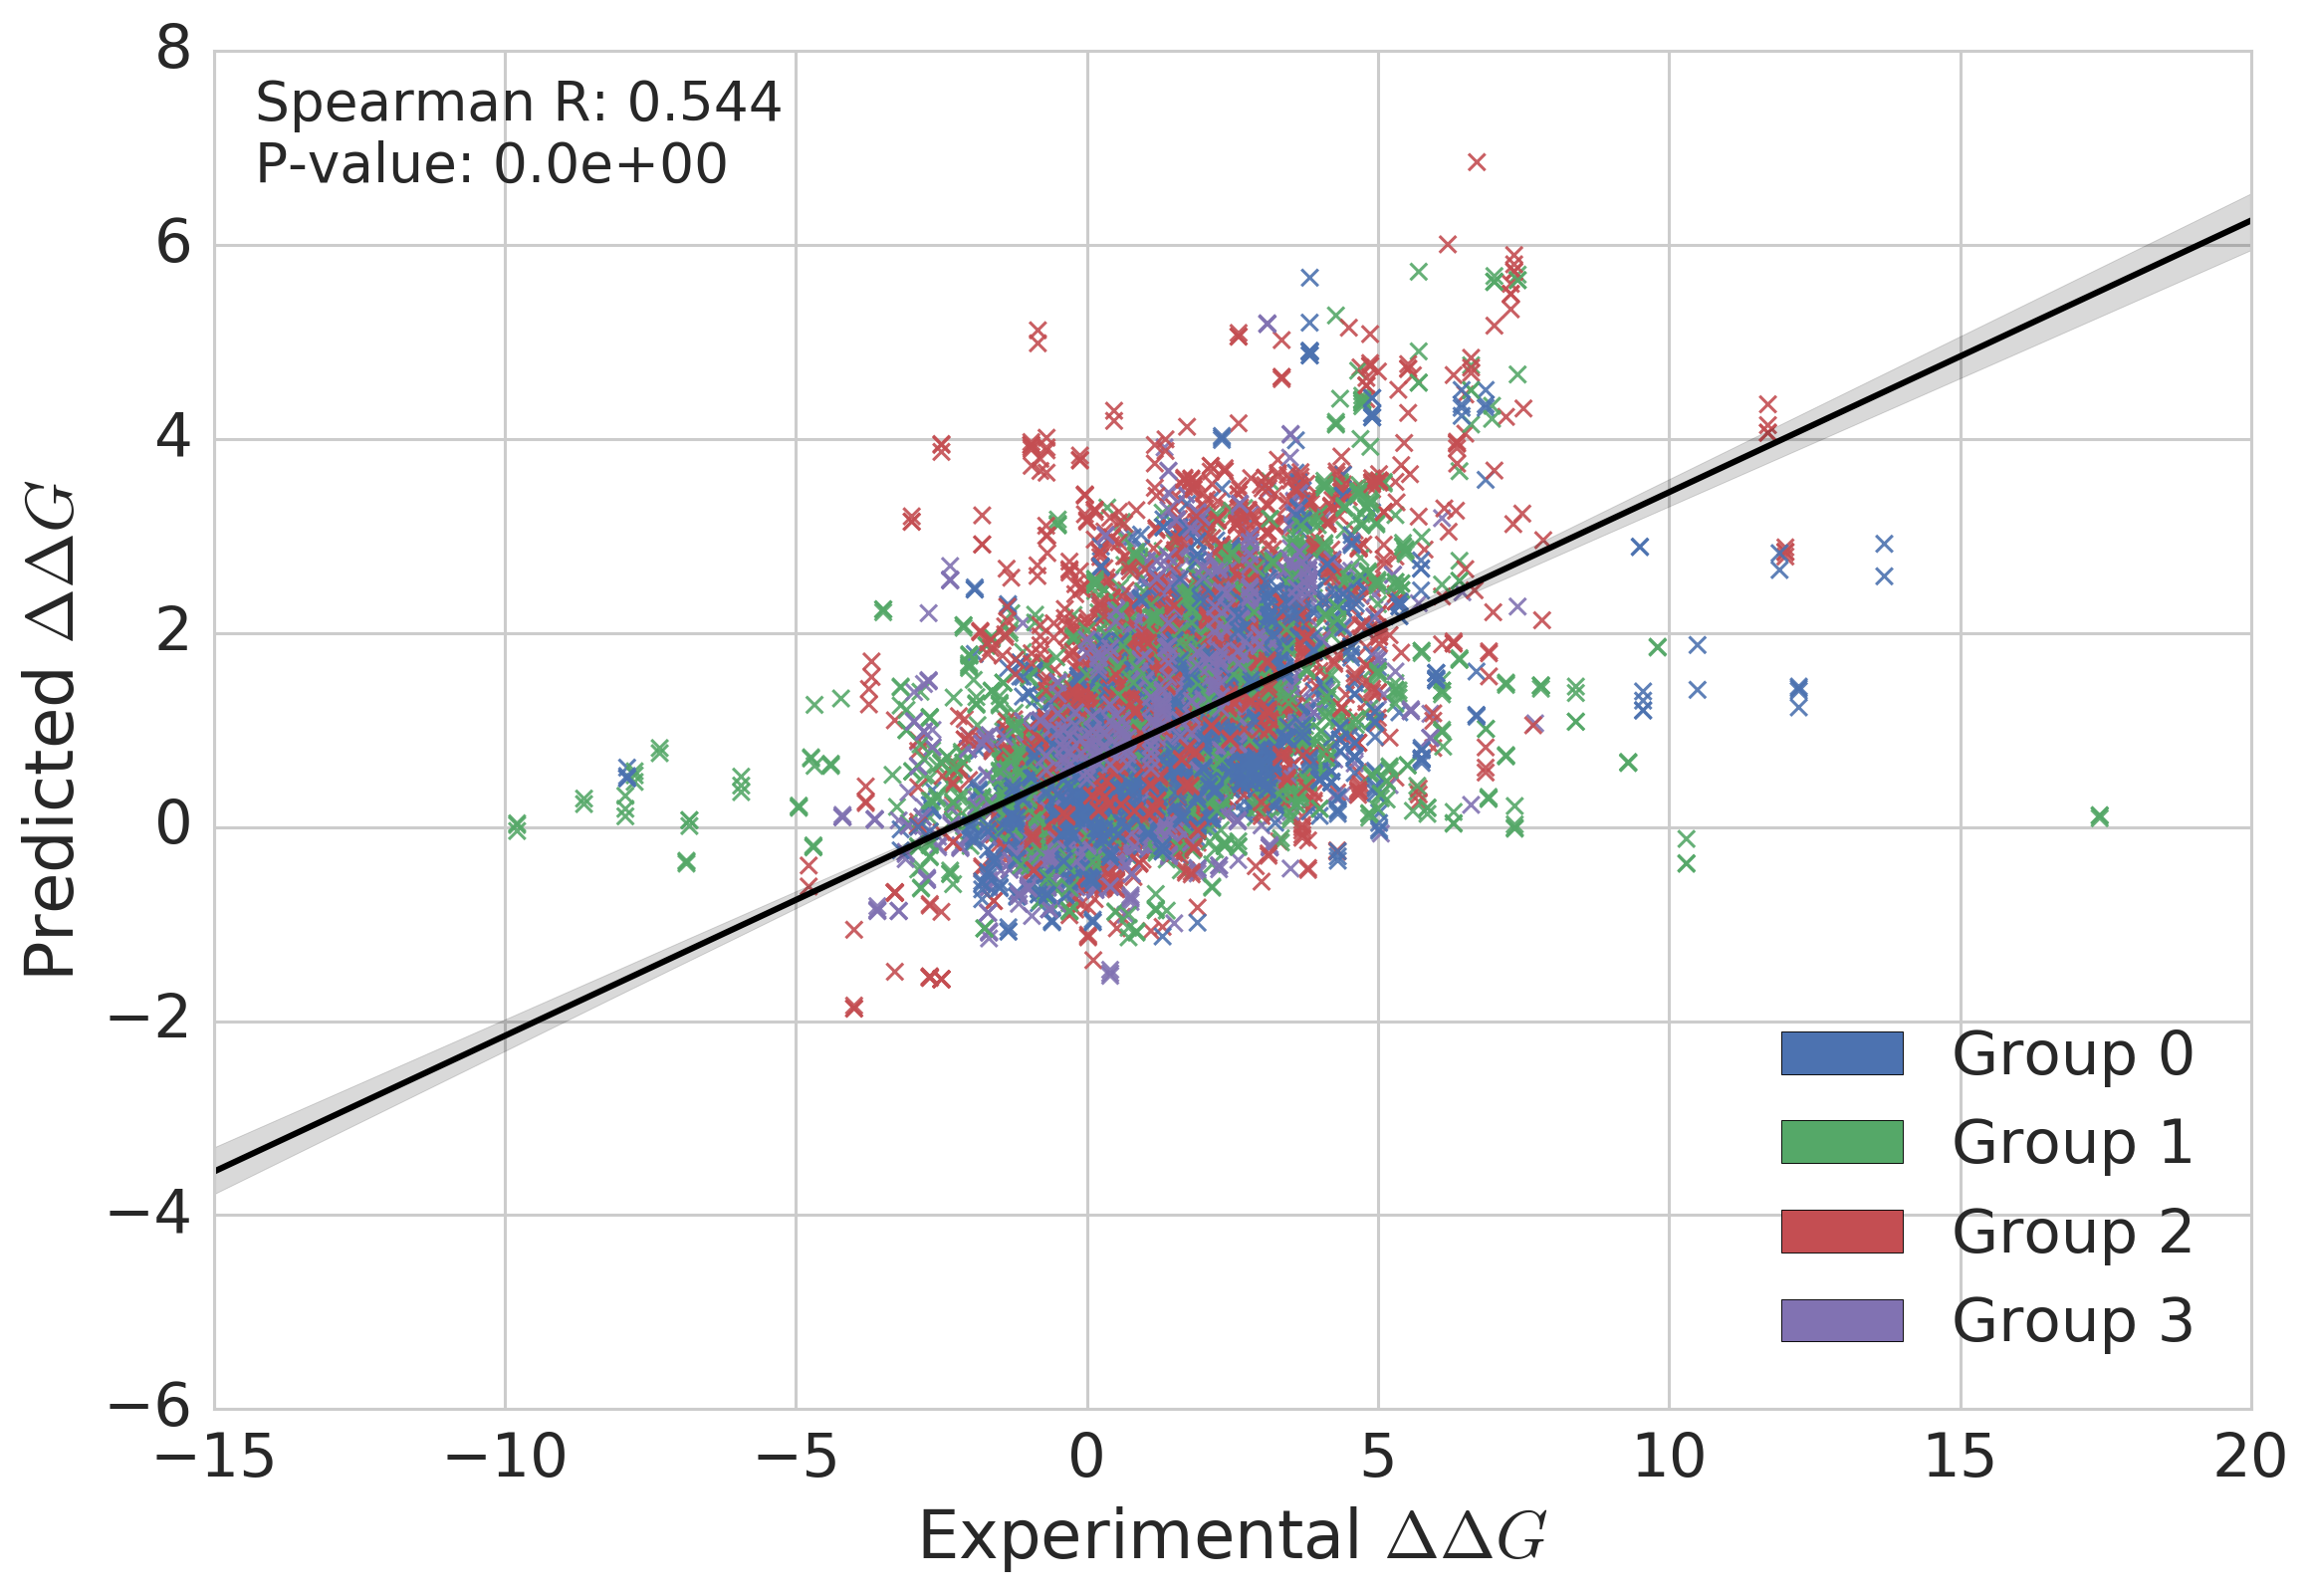 Spearman R: 0.544
P-value: 0.0e+00
8
6
4
2
0
−2
−4
−6
Predicted ΔΔG
−15 −10 −5 0 5 10 15 20
Experimental ΔΔG
Group 0
Group 1
Group 2
Group 3